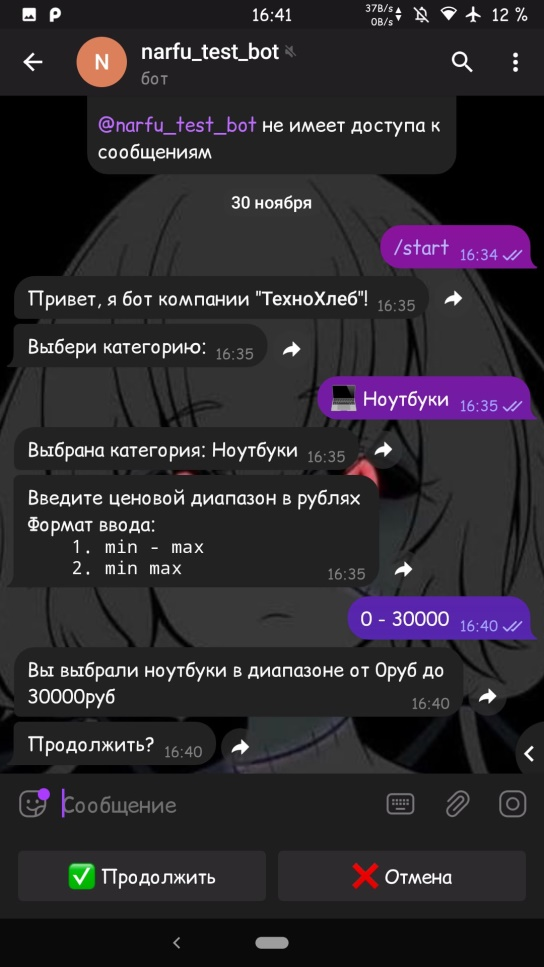 16:41
37B/s
0B/s
12 %
N
narfu_test_bot
бот
@narfu_test_bot не имеет доступа к
сообщениям
30 ноября
/start 16:34
Привет, я бот компании "ТехноХлеб"! 16:35
Выбери категорию: 16:35
Ноутбуки 16:35
Выбрана категория: Ноутбуки 16:35
Введите ценовой диапазон в рублях
Формат ввода:
1. min - max
2. min max
16:35
0 - 30000 16:40
Вы выбрали ноутбуки в диапазоне от 0руб до
30000руб 16:40
Продолжить? 16:40
Сообщение
Продолжить
Отмена